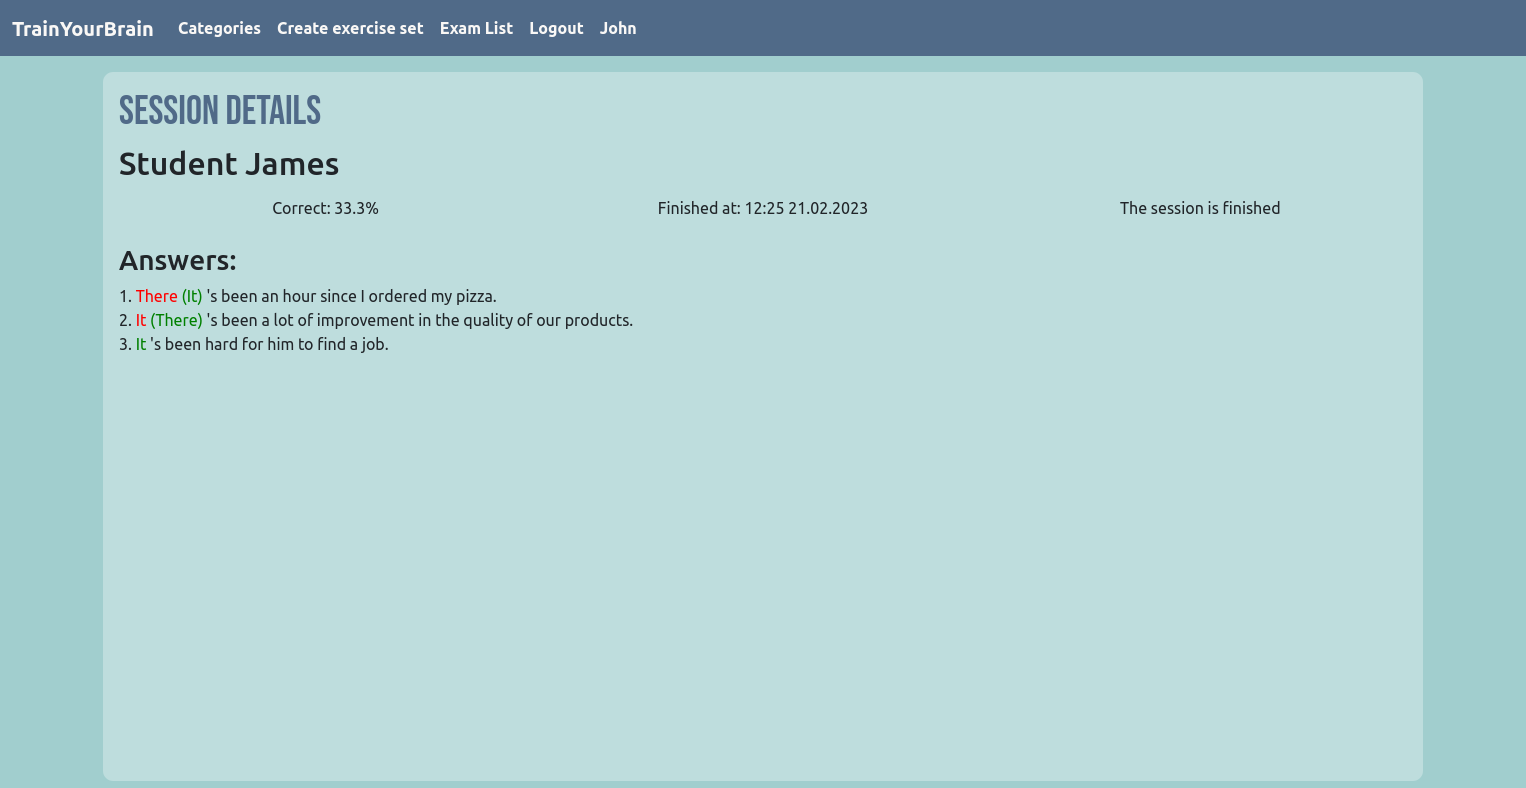 TrainYourBrain Categories Create exercise set Exam List Logout John
SESSION DETAILS
Student James
Correct: 33.3% Finished at: 12:25 21.02.2023 The session is finished
Answers:
1. There (It) 's been an hour since I ordered my pizza.
2. It (There) 's been a lot of improvement in the quality of our products.
3. It 's been hard for him to find a job.